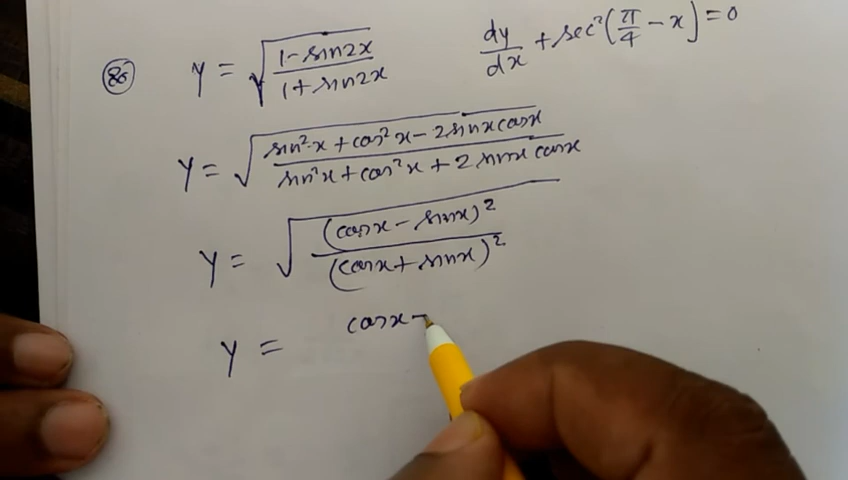 (86) y = √((1 - sin2x)/(1 + sin2x)) dy/dx + sec²(π/4 - x) = 0
y = √((sin²x + cos²x - 2sinxcosx)/(sin²x + cos²x + 2sinxcosx))
y = √((cosx - sinx)²/(cosx + sinx)²)
y = cosx -